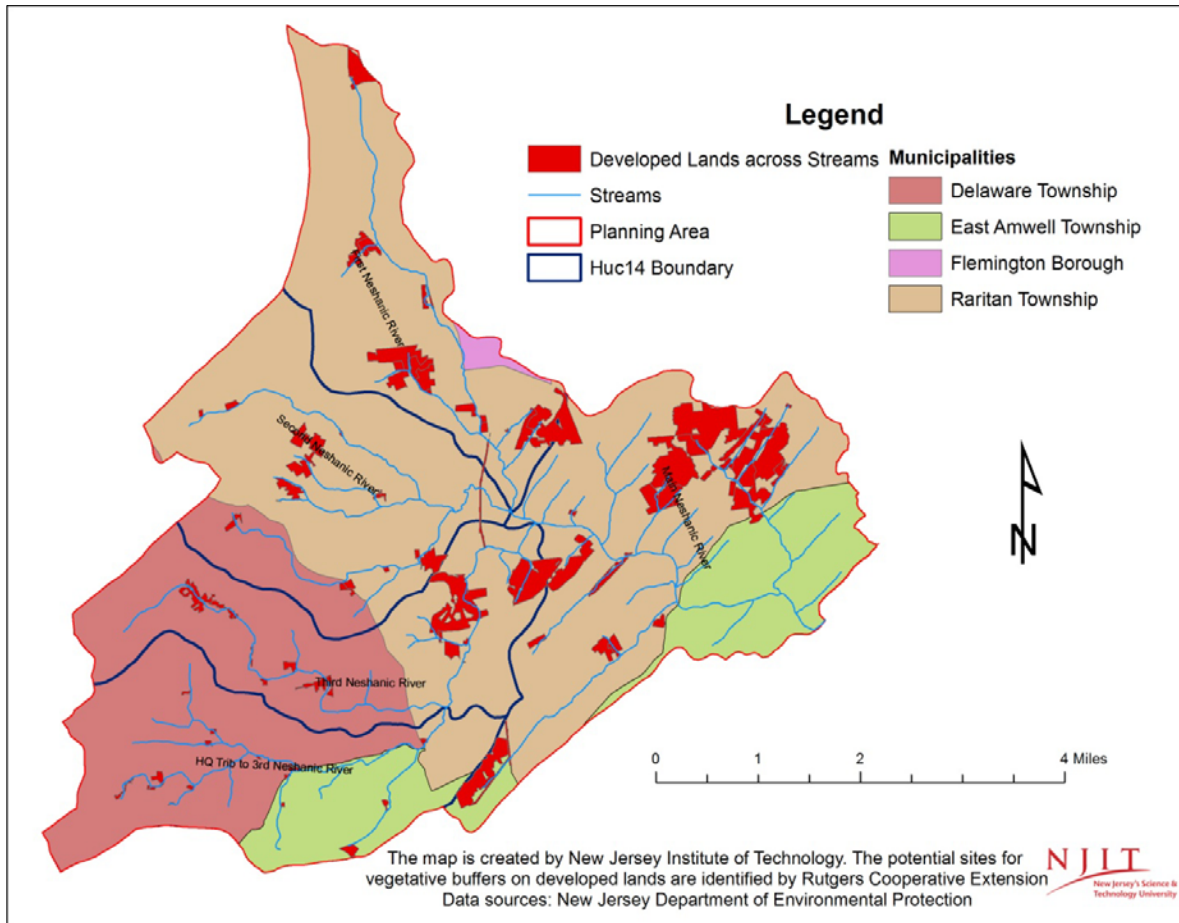 Legend
Developed Lands across Streams
Streams
Planning Area
Huc14 Boundary
Municipalities
Delaware Township
East Amwell Township
Flemington Borough
Raritan Township
First Neshanic River
Second Neshanic River
Main Neshanic River
Third Neshanic River
HQ Trib to 3rd Neshanic River
N
0 1 2 4 Miles
The map is created by New Jersey Institute of Technology. The potential sites for
vegetative buffers on developed lands are identified by Rutgers Cooperative Extension
Data sources: New Jersey Department of Environmental Protection
NJIT
New Jersey's Science &
Technology University